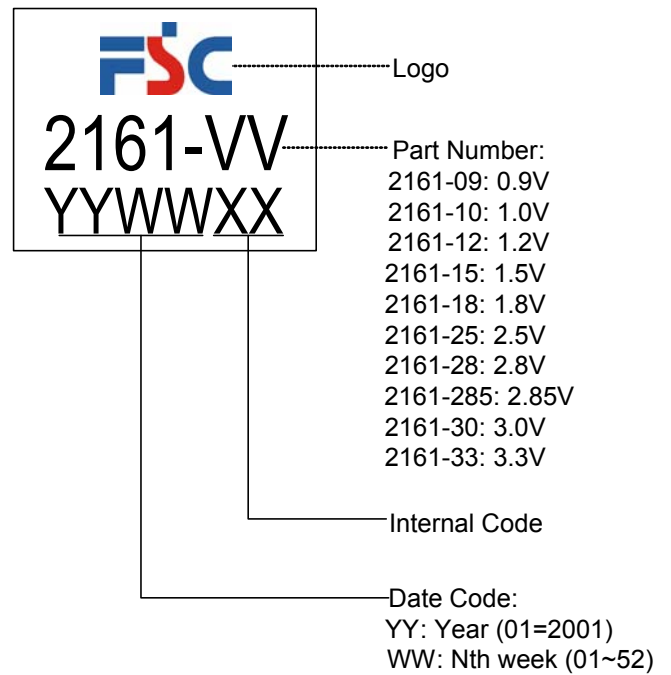 FSC
Logo
2161-VV
Part Number:
YYWWXX
2161-09: 0.9V
2161-10: 1.0V
2161-12: 1.2V
2161-15: 1.5V
2161-18: 1.8V
2161-25: 2.5V
2161-28: 2.8V
2161-285: 2.85V
2161-30: 3.0V
2161-33: 3.3V
Internal Code
Date Code:
YY: Year (01=2001)
WW: Nth week (01~52)